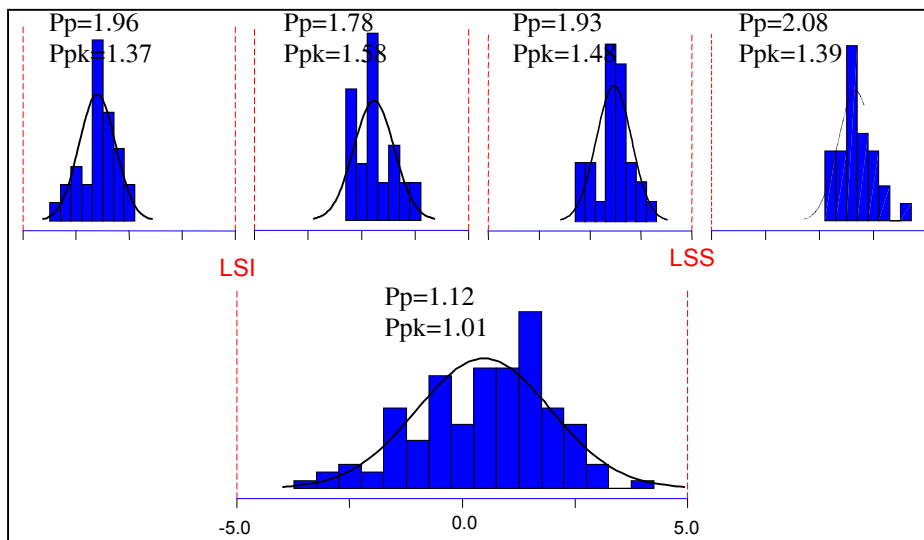 Pp=1.96
Ppk=1.37
Pp=1.78
Ppk=1.58
Pp=1.93
Ppk=1.48
Pp=2.08
Ppk=1.39
LSI
LSS
Pp=1.12
Ppk=1.01
-5.0
0.0
5.0